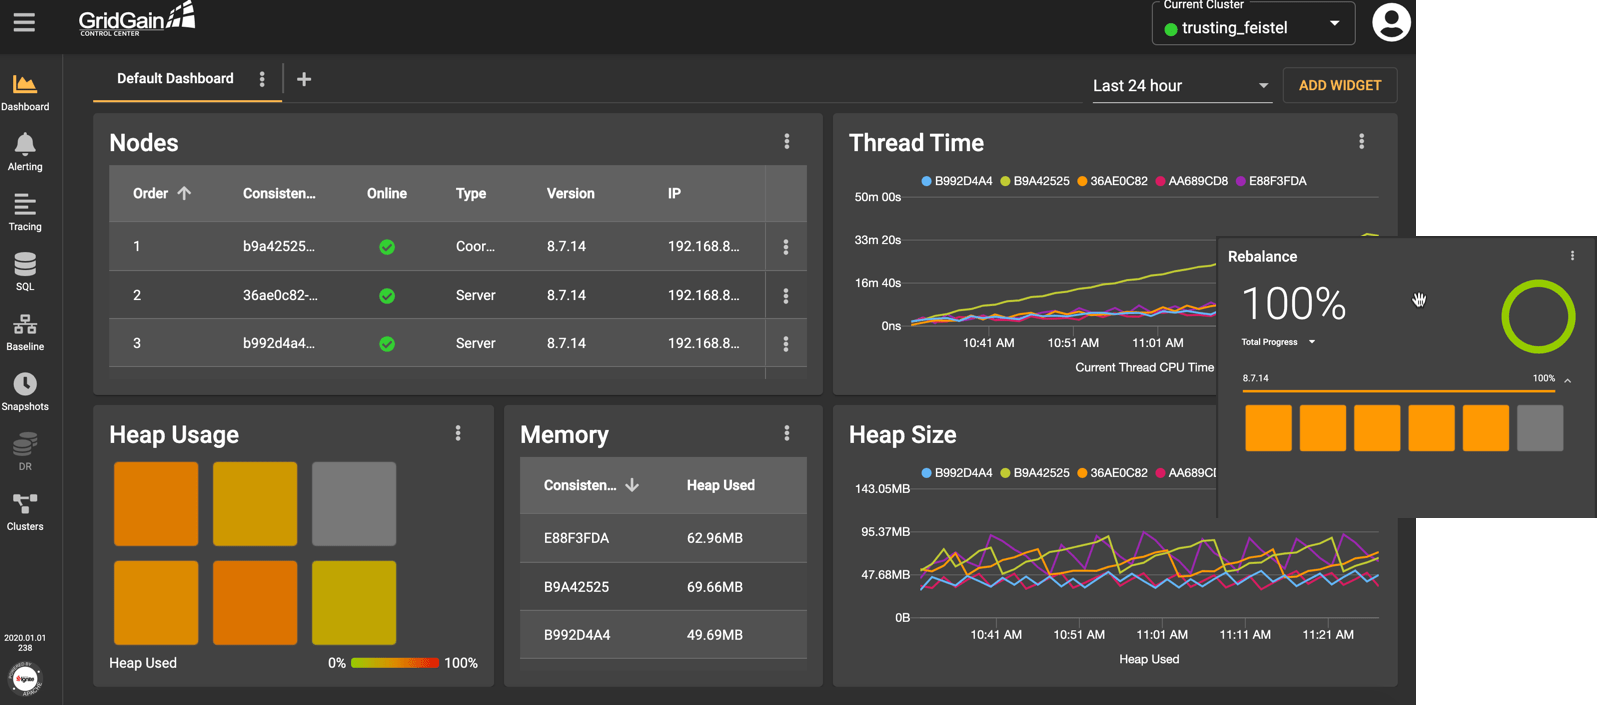 GridGain
CONTROL CENTER
Current Cluster
trusting_feistel
Dashboard
Alerting
Tracing
SQL
Baseline
Snapshots
DR
Clusters
2020.01.01
238
POWERED BY
Ignite
APACHE
Default Dashboard
Last 24 hour
ADD WIDGET
Nodes
Order Consisten... Online Type Version IP
1 b9a42525... Coor... 8.7.14 192.168.8...
2 36ae0c82-... Server 8.7.14 192.168.8...
3 b992d4a4... Server 8.7.14 192.168.8...
Thread Time
B992D4A4 B9A42525 36AE0C82 AA689CD8 E88F3FDA
50m 00s
33m 20s
16m 40s
0ns
10:41 AM 10:51 AM 11:01 AM
Current Thread CPU Time
Rebalance
100%
Total Progress
8.7.14 100%
Heap Usage
Heap Used 0% 100%
Memory
Consisten... Heap Used
E88F3FDA 62.96MB
B9A42525 69.66MB
B992D4A4 49.69MB
Heap Size
B992D4A4 B9A42525 36AE0C82 AA689CD
143.05MB
95.37MB
47.68MB
0B
10:41 AM 10:51 AM 11:01 AM 11:11 AM 11:21 AM
Heap Used